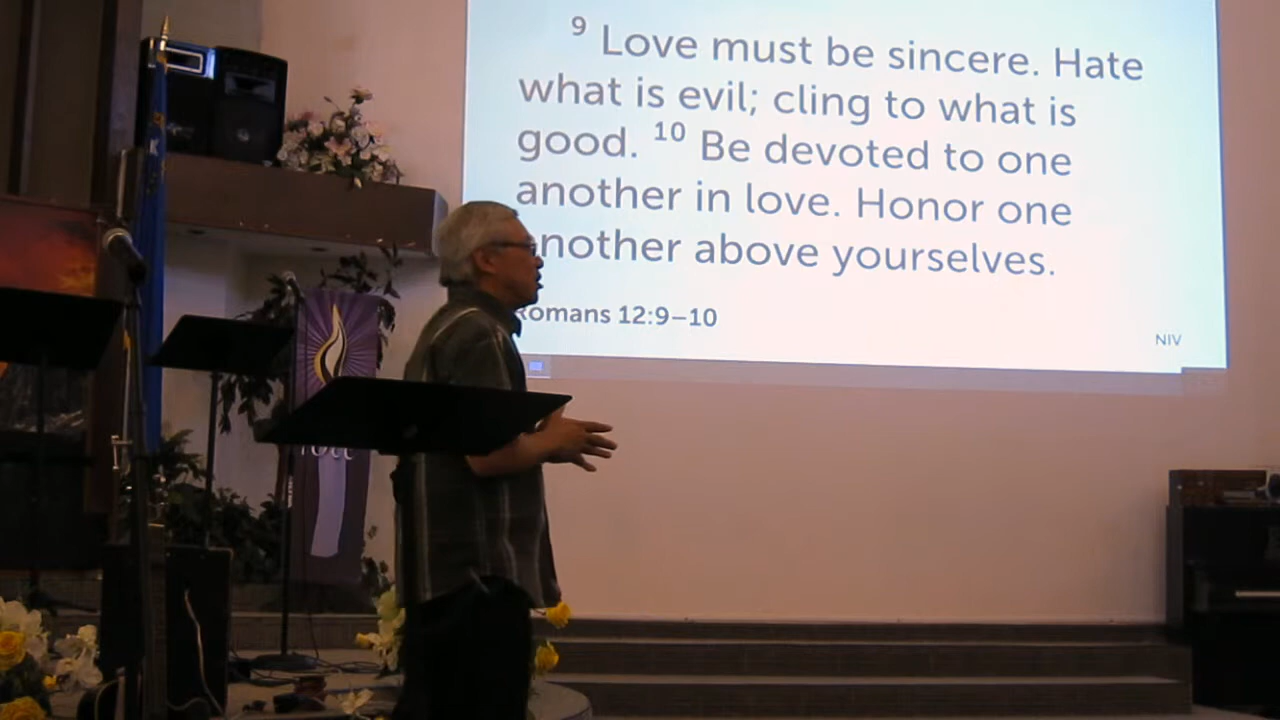 9 Love must be sincere. Hate
what is evil; cling to what is
good. 10 Be devoted to one
another in love. Honor one
another above yourselves.
Romans 12:9–10
NIV